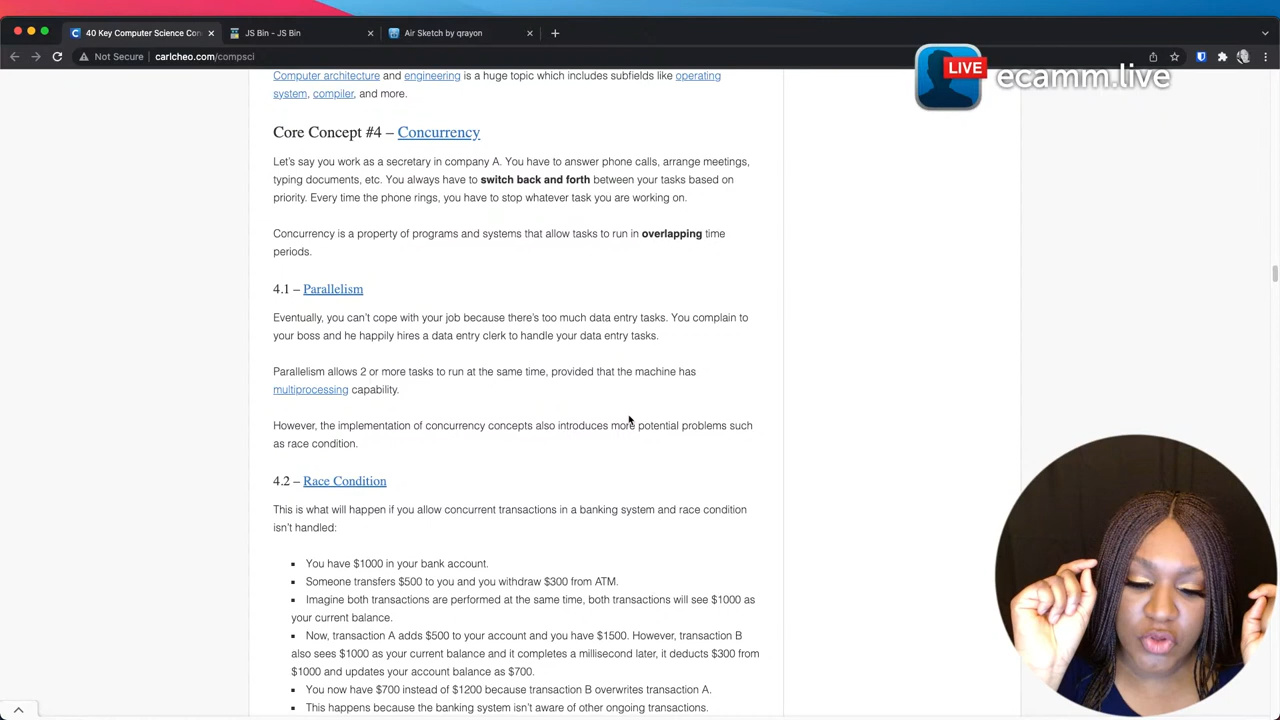 40 Key Computer Science Con
JS Bin - JS Bin
Air Sketch by qrayon
Not Secure
carlcheo.com/compsci
LIVE
ecamm.live
Computer architecture and engineering is a huge topic which includes subfields like operating
system, compiler, and more.
Core Concept #4 – Concurrency
Let's say you work as a secretary in company A. You have to answer phone calls, arrange meetings,
typing documents, etc. You always have to switch back and forth between your tasks based on
priority. Every time the phone rings, you have to stop whatever task you are working on.
Concurrency is a property of programs and systems that allow tasks to run in overlapping time
periods.
4.1 – Parallelism
Eventually, you can't cope with your job because there's too much data entry tasks. You complain to
your boss and he happily hires a data entry clerk to handle your data entry tasks.
Parallelism allows 2 or more tasks to run at the same time, provided that the machine has
multiprocessing capability.
However, the implementation of concurrency concepts also introduces more potential problems such
as race condition.
4.2 – Race Condition
This is what will happen if you allow concurrent transactions in a banking system and race condition
isn't handled:
▪ You have $1000 in your bank account.
▪ Someone transfers $500 to you and you withdraw $300 from ATM.
▪ Imagine both transactions are performed at the same time, both transactions will see $1000 as
your current balance.
▪ Now, transaction A adds $500 to your account and you have $1500. However, transaction B
also sees $1000 as your current balance and it completes a millisecond later, it deducts $300 from
$1000 and updates your account balance as $700.
▪ You now have $700 instead of $1200 because transaction B overwrites transaction A.
▪ This happens because the banking system isn't aware of other ongoing transactions.